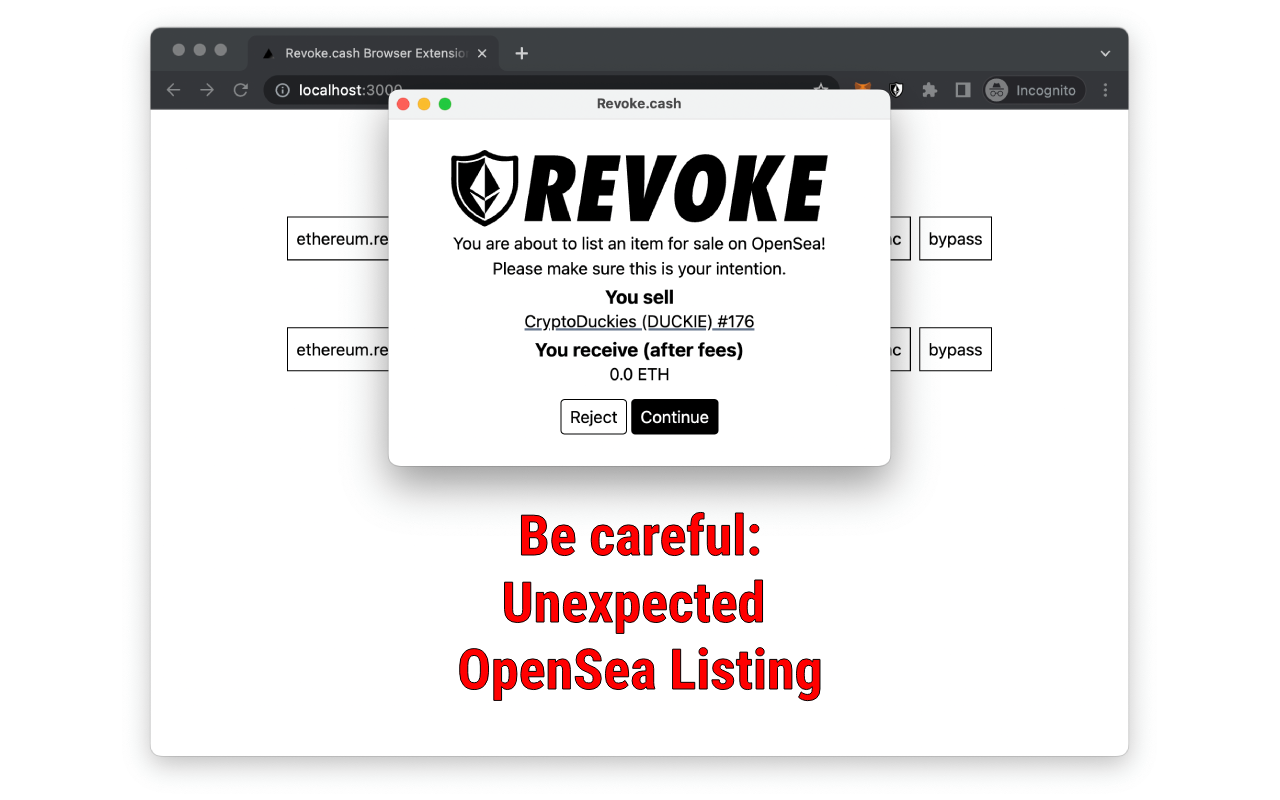 Revoke.cash Browser Extensio
localhost:3000
Incognito
Revoke.cash
REVOKE
You are about to list an item for sale on OpenSea!
Please make sure this is your intention.
You sell
CryptoDuckies (DUCKIE) #176
You receive (after fees)
0.0 ETH
Reject Continue
ethereum.re
bypass
ethereum.re
bypass
Be careful:
Unexpected
OpenSea Listing